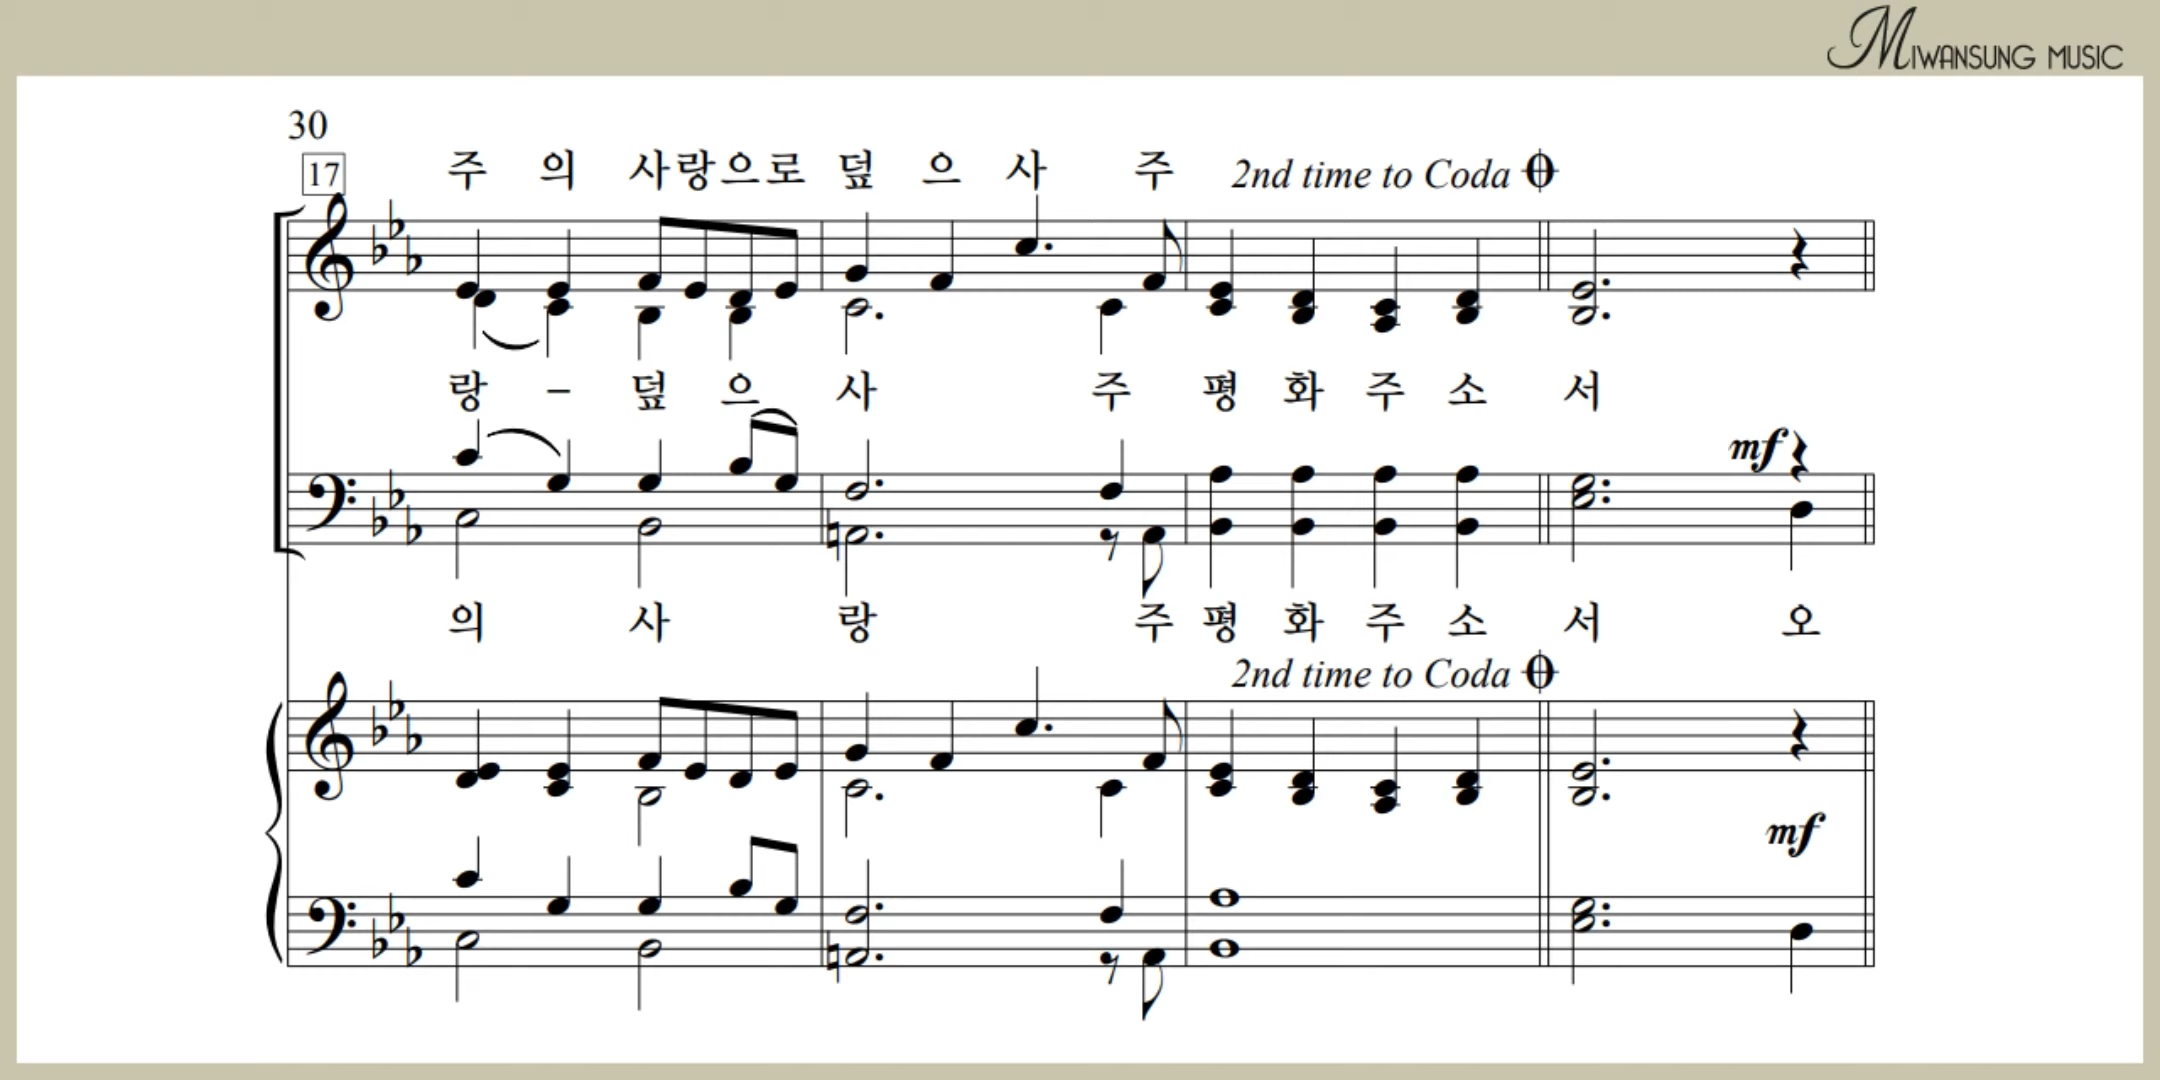 MIWANSUNG MUSIC
30
17
주 의 사랑으로 덮 으 사 주 2nd time to Coda
랑 - 덮 으 사 주 평 화 주 소 서
mf
의 사 랑 주 평 화 주 소 서 오
2nd time to Coda
mf